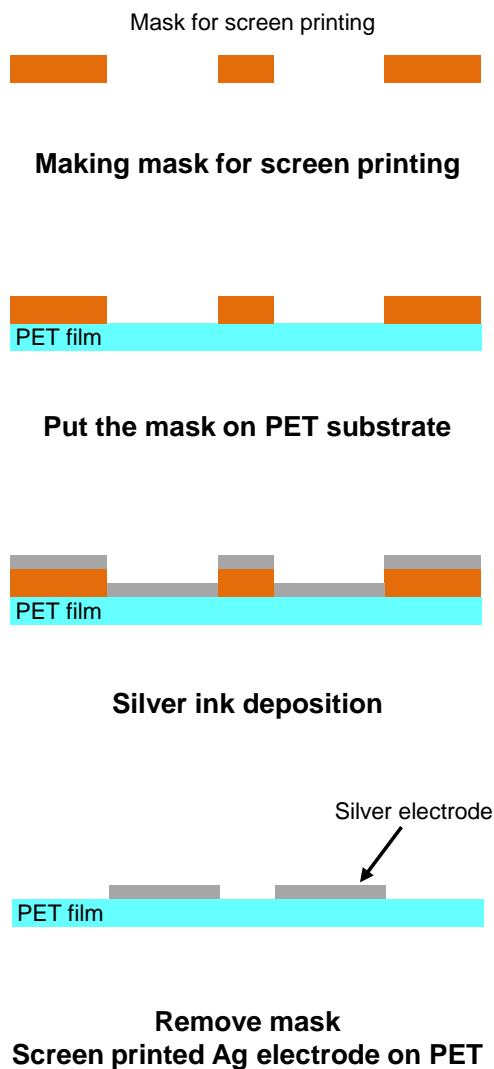 Mask for screen printing
Making mask for screen printing
PET film
Put the mask on PET substrate
PET film
Silver ink deposition
Silver electrode
PET film
Remove mask
Screen printed Ag electrode on PET